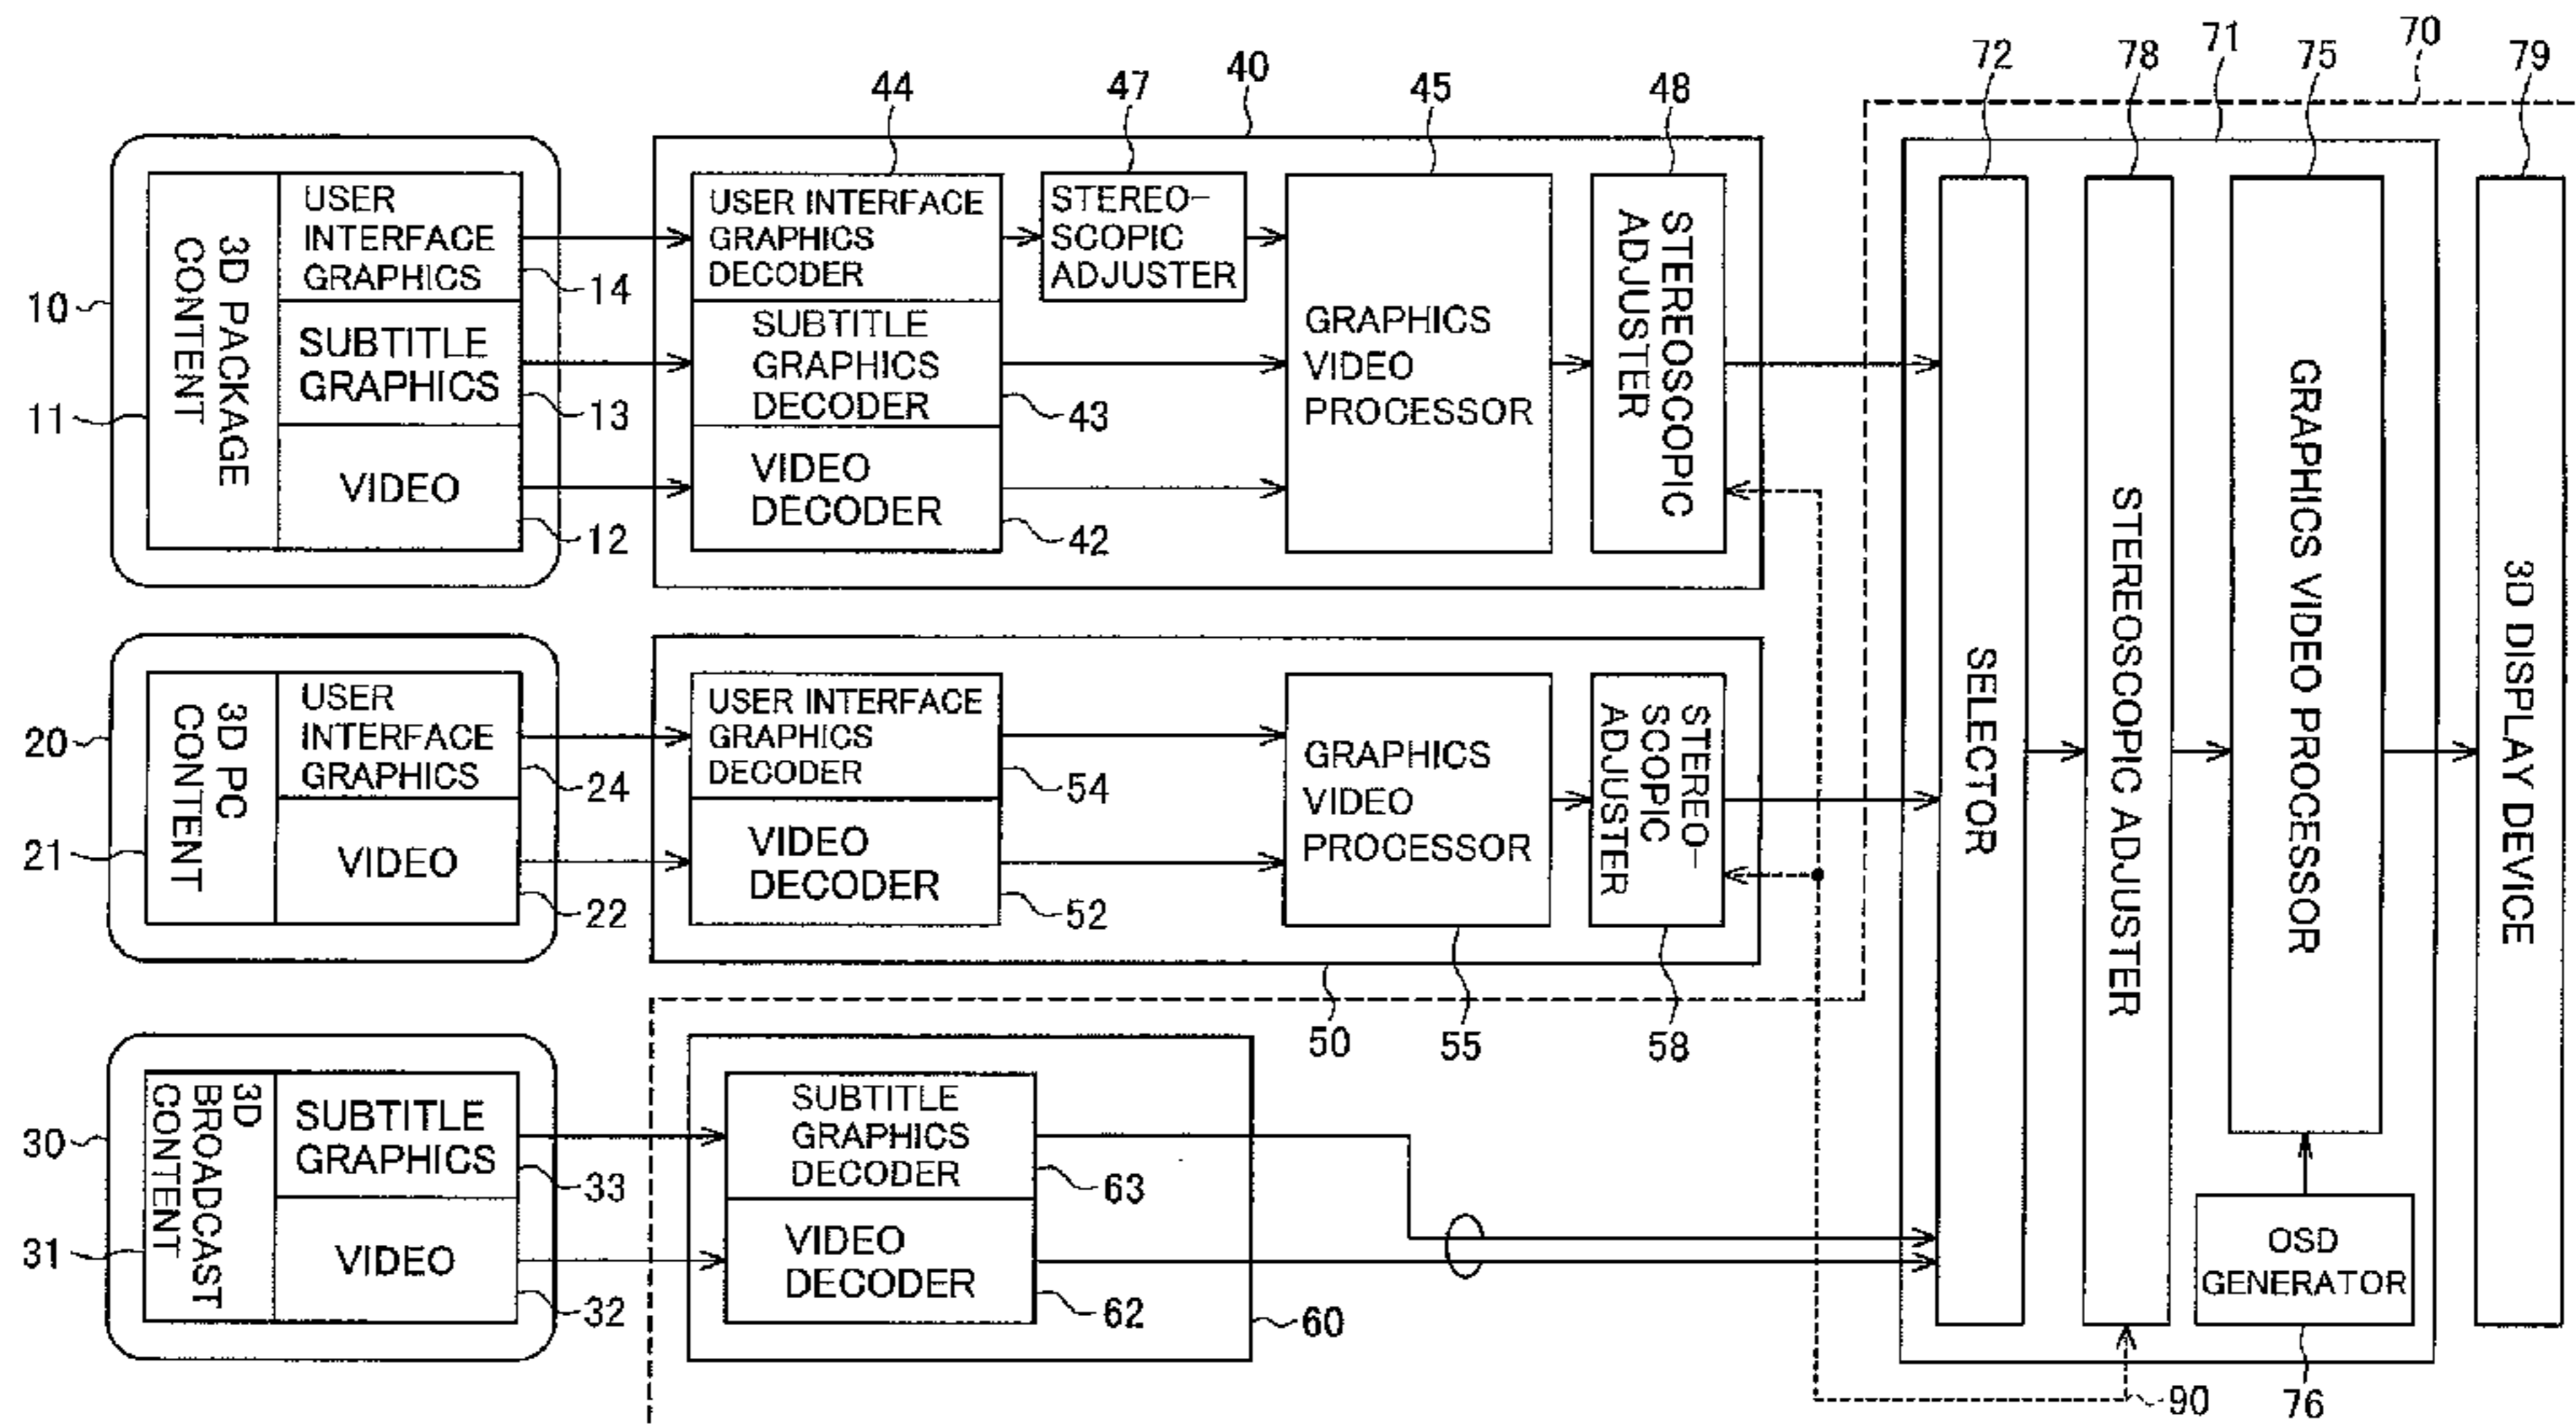 70
72
78
71
75
79
40
44
47
45
48
10
11
3D PACKAGE
CONTENT
USER
INTERFACE
GRAPHICS
14
SUBTITLE
GRAPHICS
13
VIDEO
12
USER INTERFACE
GRAPHICS
DECODER
SUBTITLE
GRAPHICS
DECODER
43
VIDEO
DECODER
42
STEREO-
SCOPIC
ADJUSTER
GRAPHICS
VIDEO
PROCESSOR
STEREOSCOPIC
ADJUSTER
20
21
3D PC
CONTENT
USER
INTERFACE
GRAPHICS
24
VIDEO
22
USER INTERFACE
GRAPHICS
DECODER
54
VIDEO
DECODER
52
GRAPHICS
VIDEO
PROCESSOR
STEREO-
SCOPIC
ADJUSTER
50
55
58
30
31
3D
BROADCAST
CONTENT
SUBTITLE
GRAPHICS
33
VIDEO
32
SUBTITLE
GRAPHICS
DECODER
63
VIDEO
DECODER
62
60
SELECTOR
STEREOSCOPIC ADJUSTER
GRAPHICS VIDEO PROCESSOR
OSD
GENERATOR
3D DISPLAY DEVICE
90
76